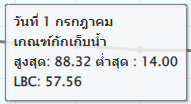 วันที่ 1 กรกฎาคม
เกณฑ์กักเก็บน้ำ
สูงสุด: 88.32 ต่ำสุด : 14.00
LBC: 57.56